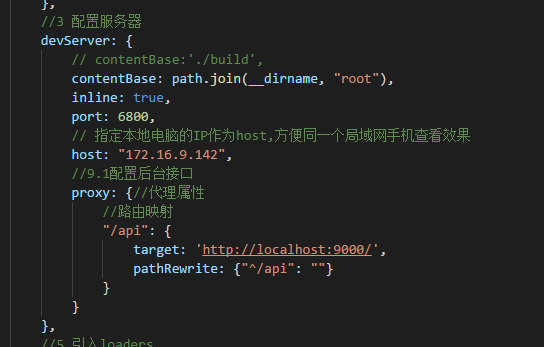 },
//3 配置服务器
devServer: {
// contentBase:'./build',
contentBase: path.join(__dirname, "root"),
inline: true,
port: 6800,
// 指定本地电脑的IP作为host,方便同一个局域网手机查看效果
host: "172.16.9.142",
//9.1配置后台接口
proxy: {//代理属性
//路由映射
"/api": {
target: 'http://localhost:9000/',
pathRewrite: {"^/api": ""}
}
}
},
//5 引入loaders